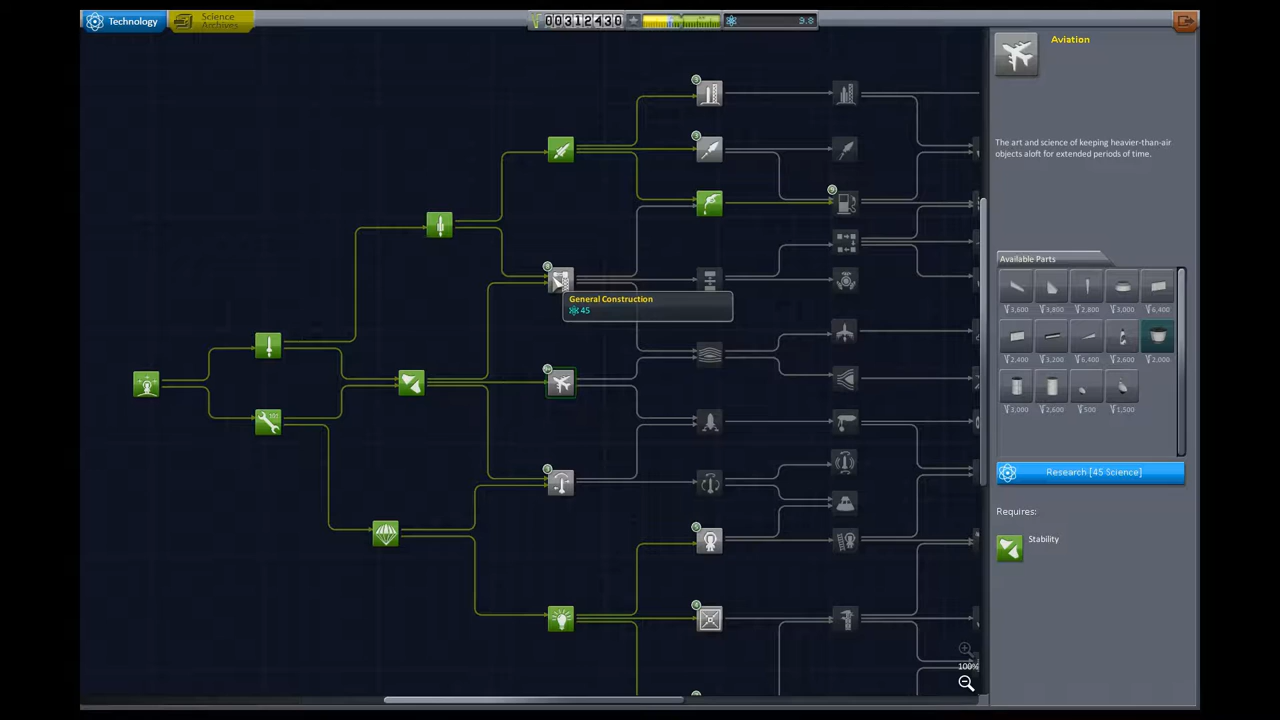 Technology
Science
Archives
00312430
9.8
Aviation
The art and science of keeping heavier-than-air
objects aloft for extended periods of time.
General Construction
45
Available Parts
3,600
3,800
2,800
3,000
6,400
2,400
3,200
6,400
2,600
2,000
3,000
2,600
500
1,500
Research [45 Science]
Requires:
Stability
100%